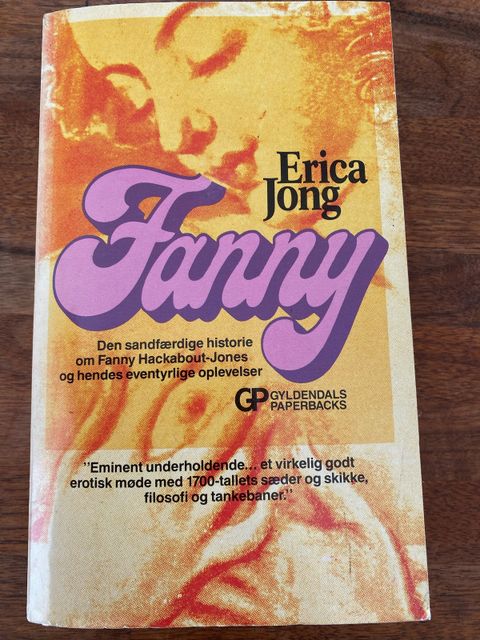 Erica
Jong
Fanny
Den sandfærdige historie
om Fanny Hackabout-Jones
og hendes eventyrlige oplevelser
GP GYLDENDALS
PAPERBACKS
"Eminent underholdende... et virkelig godt
erotisk møde med 1700-tallets sæder og skikke,
filosofi og tankebaner."